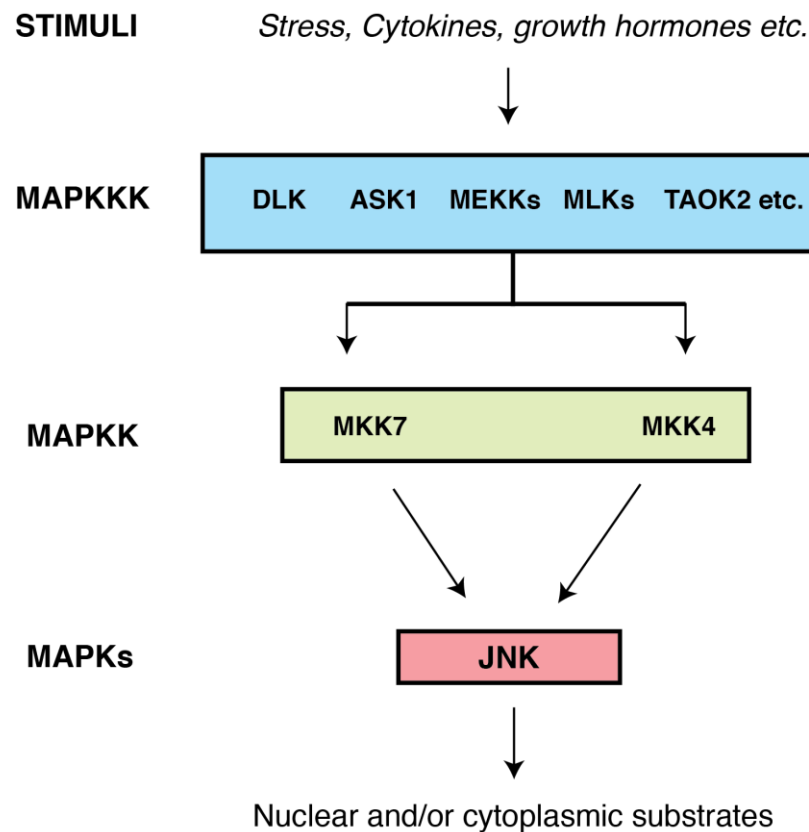 STIMULI Stress, Cytokines, growth hormones etc.
MAPKKK DLK ASK1 MEKKs MLKs TAOK2 etc.
MAPKK MKK7 MKK4
MAPKs JNK
Nuclear and/or cytoplasmic substrates